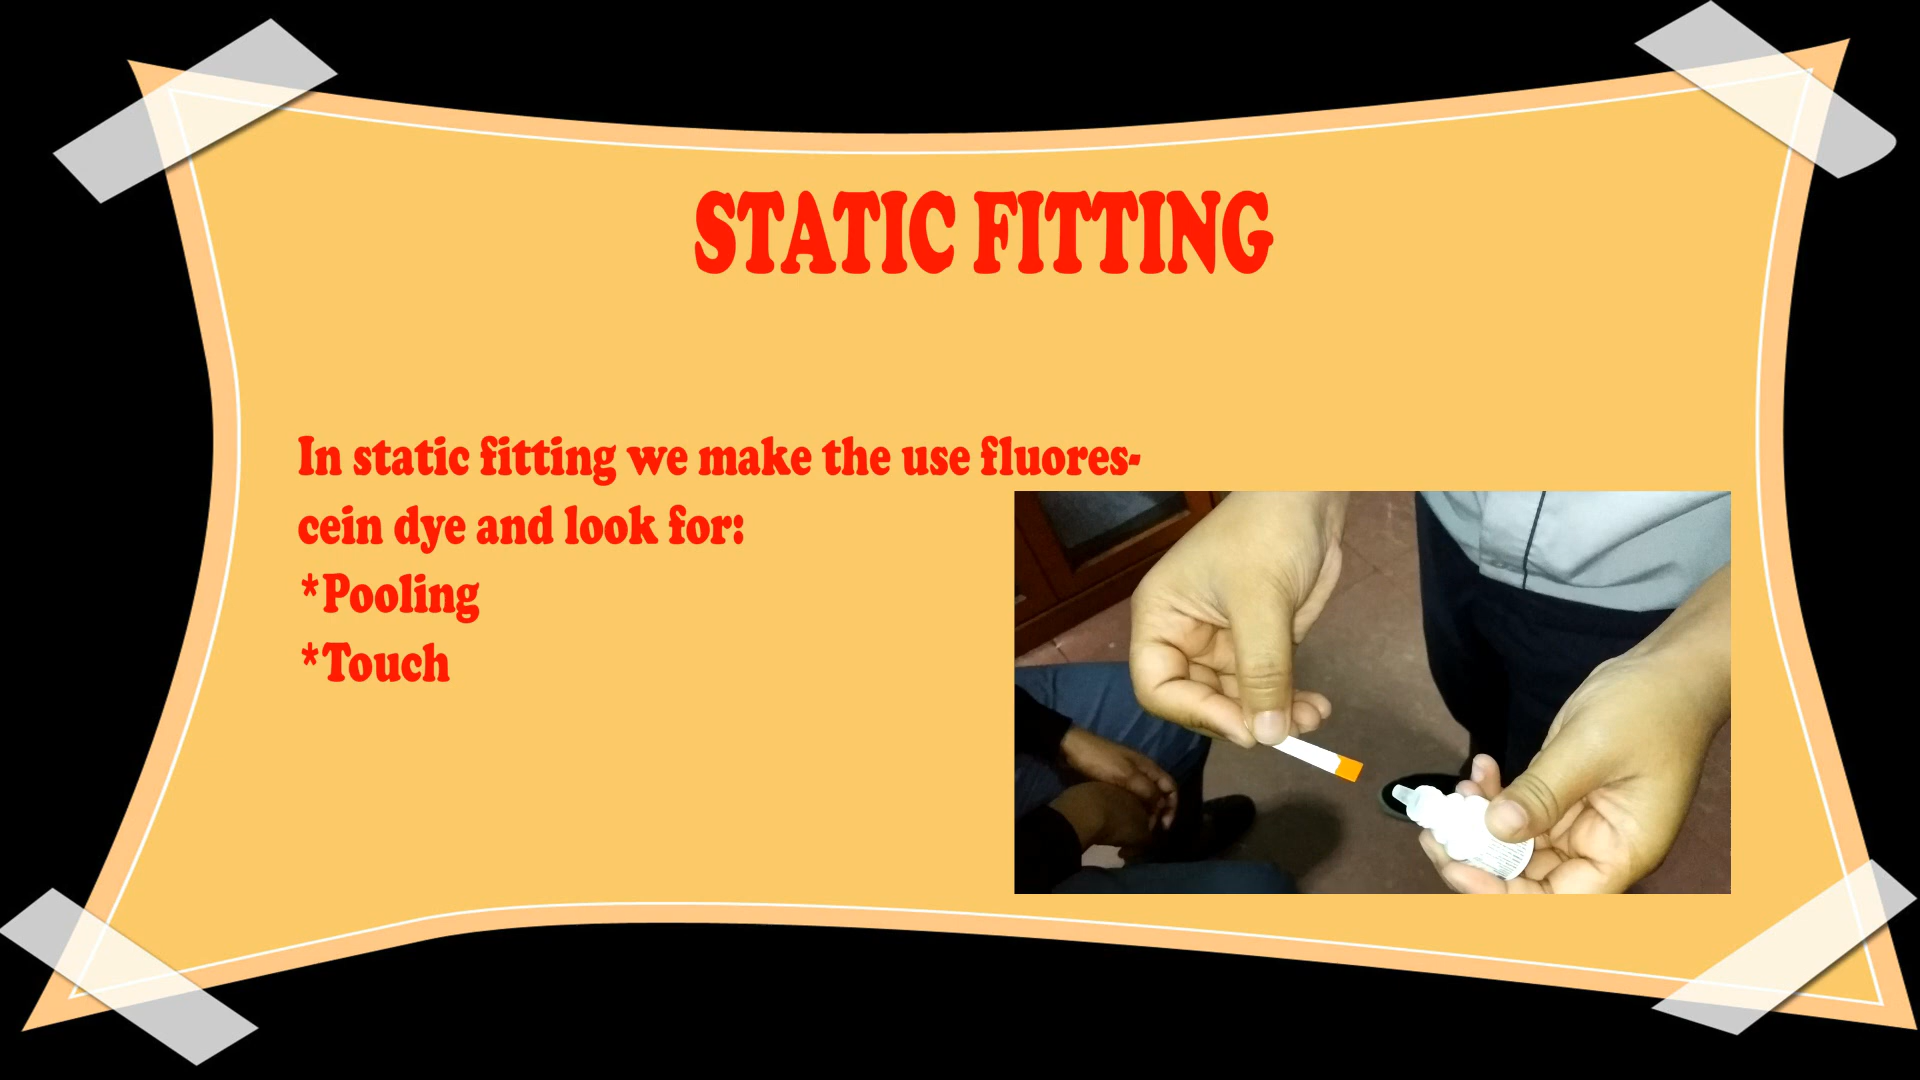 STATIC FITTING
In static fitting we make the use fluores-
cein dye and look for:
*Pooling
*Touch